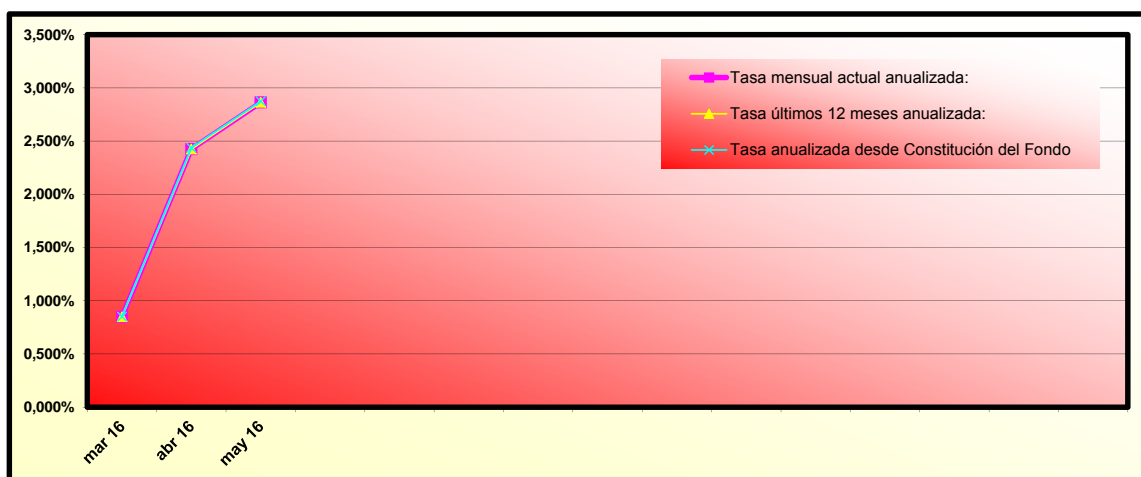 3,500%
3,000%
2,500%
2,000%
1,500%
1,000%
0,500%
0,000%
Tasa mensual actual anualizada:
Tasa últimos 12 meses anualizada:
Tasa anualizada desde Constitución del Fondo
mar 16
abr 16
may 16